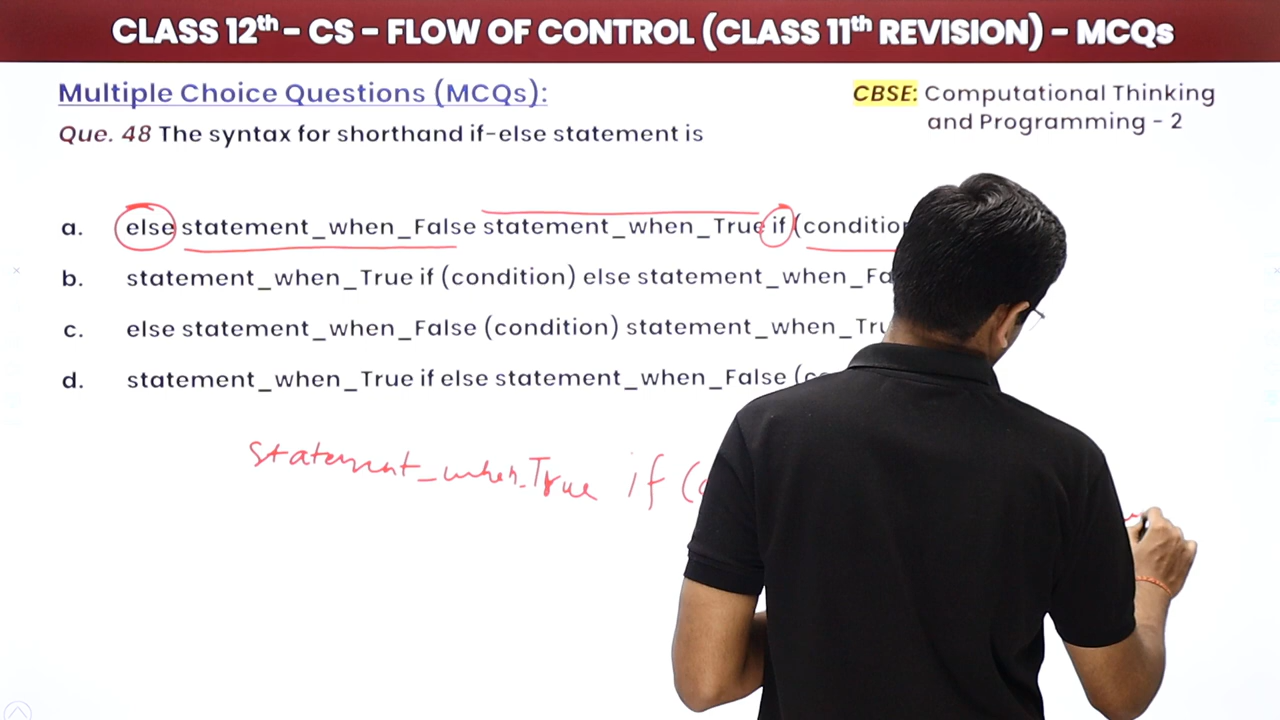 CLASS 12th - CS - FLOW OF CONTROL (CLASS 11th REVISION) - MCQs
Multiple Choice Questions (MCQs):
CBSE: Computational Thinking
and Programming - 2
Que. 48 The syntax for shorthand if-else statement is
a. else statement_when_False statement_when_True if (conditio
b. statement_when_True if (condition) else statement_when_Fa
c. else statement_when_False (condition) statement_when_Tru
d. statement_when_True if else statement_when_False (co
statement_when_True if (